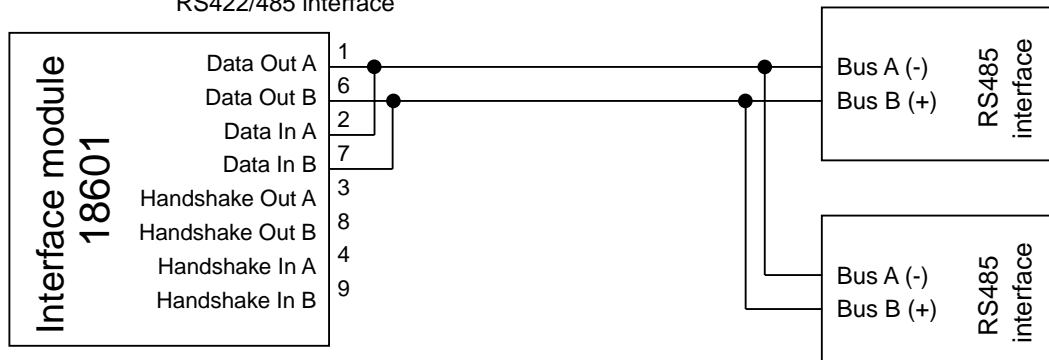 RS422/485 interface
Interface module
18601
Data Out A 1
Data Out B 6
Data In A 2
Data In B 7
Handshake Out A 3
Handshake Out B 8
Handshake In A 4
Handshake In B 9
Bus A (-)
Bus B (+)
RS485
interface
Bus A (-)
Bus B (+)
RS485
interface